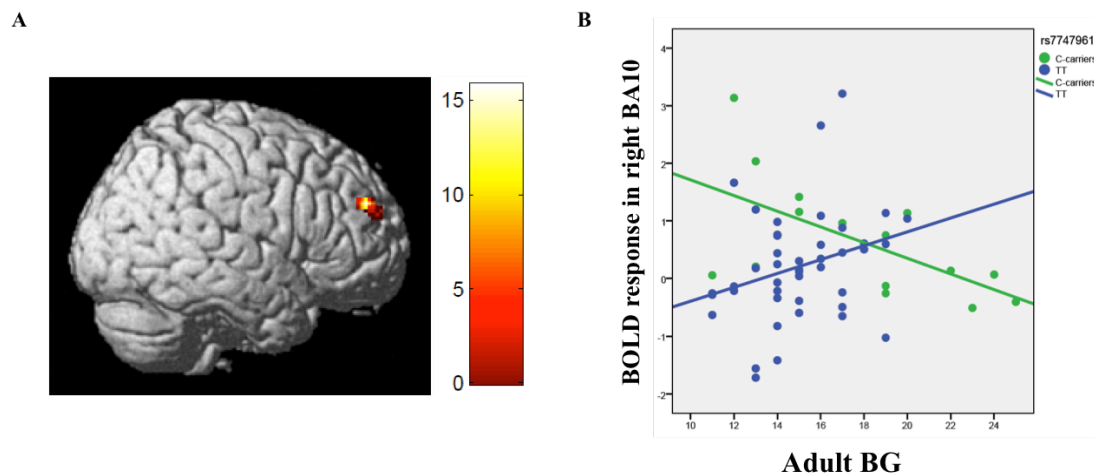 A
15
10
5
0
B
BOLD response in right BA10
4
3
2
1
0
-1
-2
10 12 14 16 18 20 22 24
Adult BG
rs7747961
C-carriers
TT
C-carriers
TT